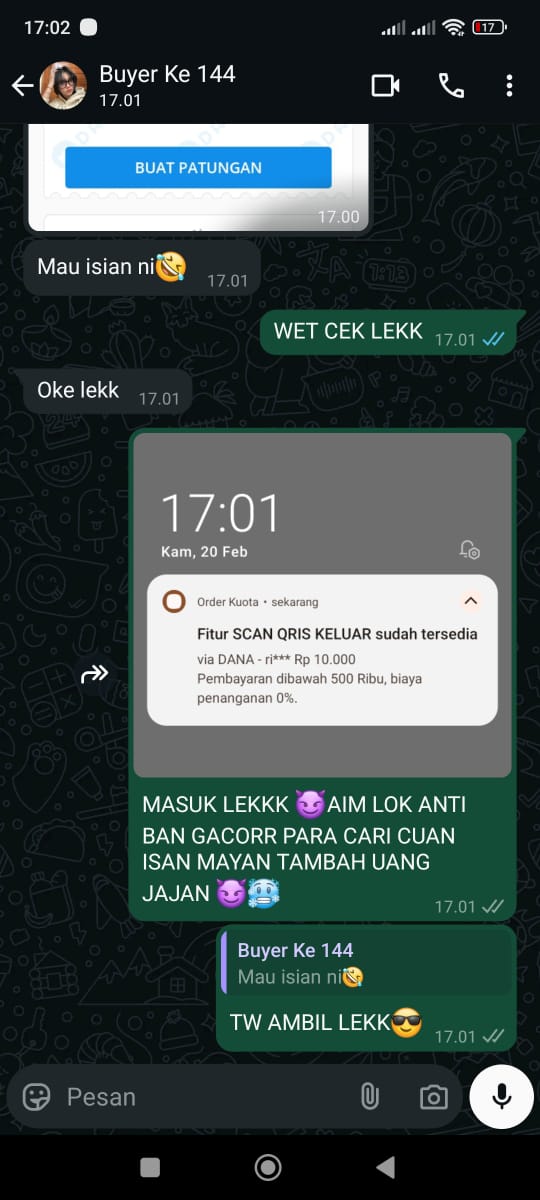 17:02
17
Buyer Ke 144
17.01
BUAT PATUNGAN
17.00
Mau isian ni🤣
17.01
WET CEK LEKK
17.01
Oke lekk
17.01
17:01
Kam, 20 Feb
Order Kuota • sekarang
Fitur SCAN QRIS KELUAR sudah tersedia
via DANA - ri*** Rp 10.000
Pembayaran dibawah 500 Ribu, biaya
penanganan 0%.
MASUK LEKKK 😈AIM LOK ANTI
BAN GACORR PARA CARI CUAN
ISAN MAYAN TAMBAH UANG
JAJAN 😈🥶
17.01
Buyer Ke 144
Mau isian ni🤣
TW AMBIL LEKK😎
17.01
Pesan